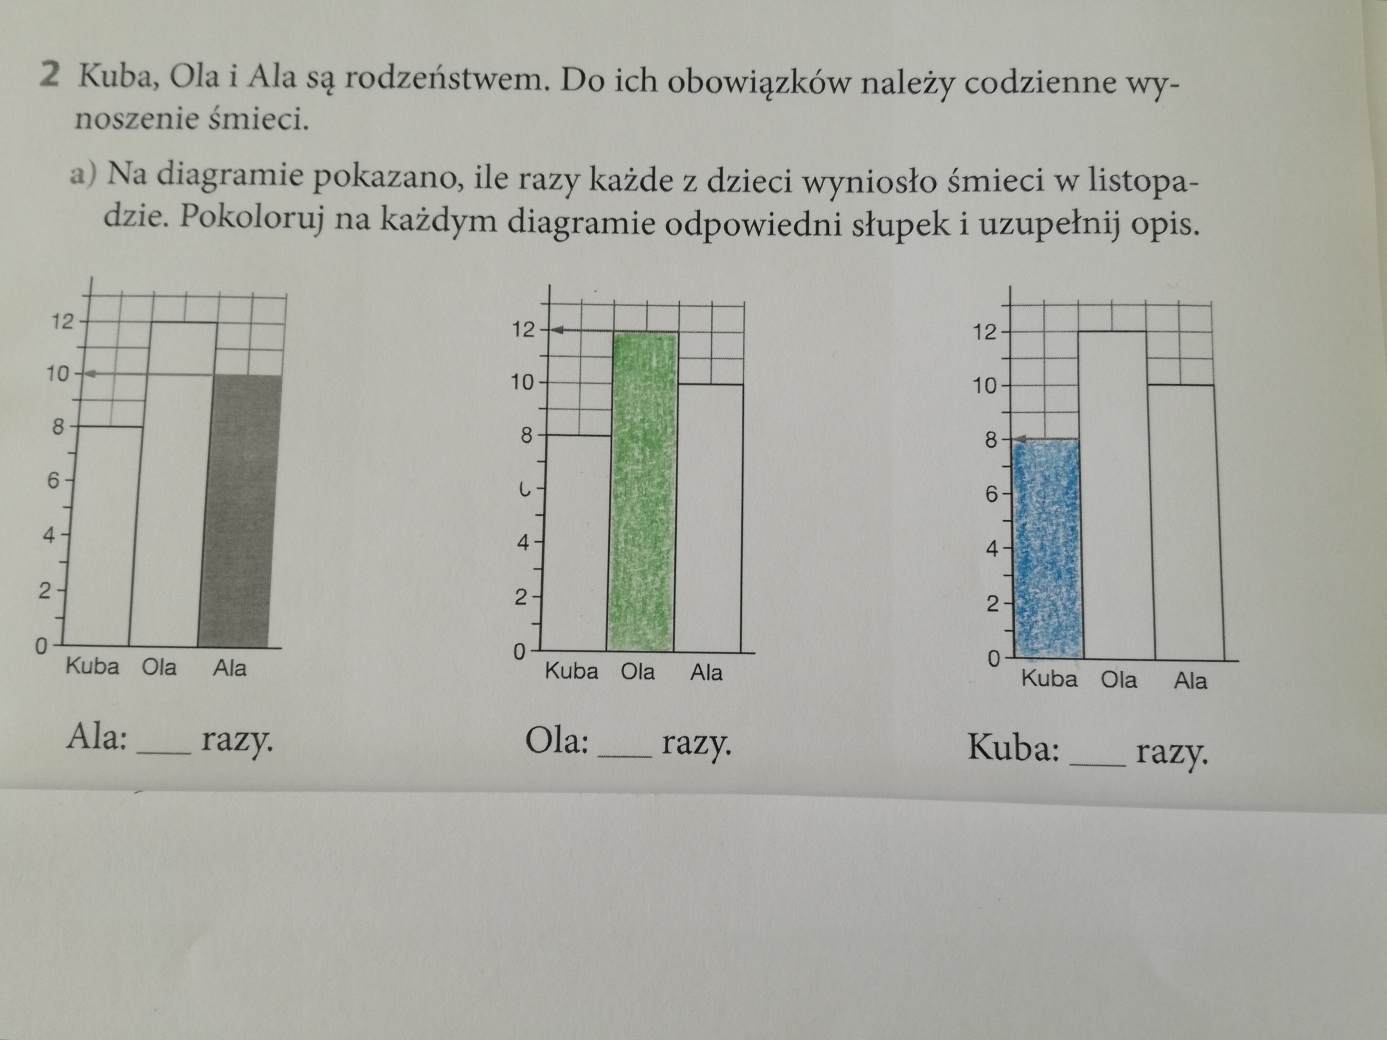 2 Kuba, Ola i Ala są rodzeństwem. Do ich obowiązków należy codzienne wy-
noszenie śmieci.
a) Na diagramie pokazano, ile razy każde z dzieci wyniosło śmieci w listopa-
dzie. Pokoloruj na każdym diagramie odpowiedni słupek i uzupełnij opis.
12
10
8
6
4
2
0
Kuba Ola Ala
Ala: ___ razy.
12
10
8
4
2
0
Kuba Ola Ala
Ola: ___ razy.
12
10
8
6
4
2
0
Kuba Ola Ala
Kuba: ___ razy.